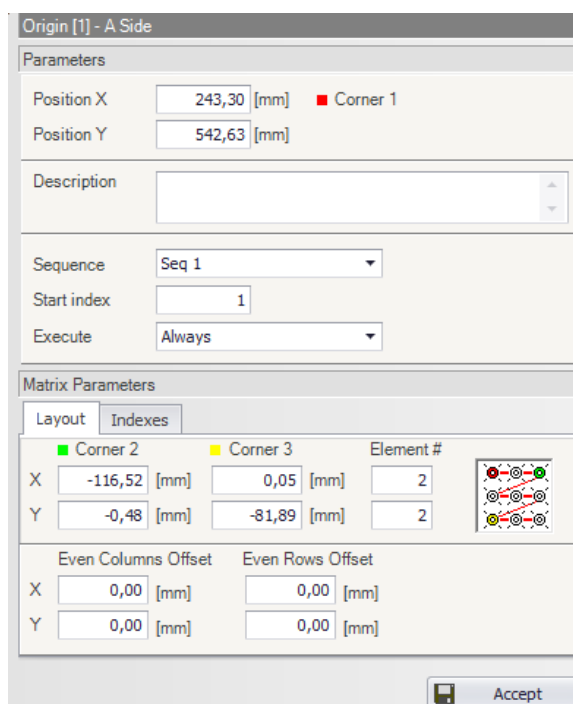 Origin [1] - A Side
Parameters
Position X 243,30 [mm] Corner 1
Position Y 542,63 [mm]
Description
Sequence Seq 1
Start index 1
Execute Always
Matrix Parameters
Layout Indexes
Corner 2 Corner 3 Element #
X -116,52 [mm] 0,05 [mm] 2
Y -0,48 [mm] -81,89 [mm] 2
Even Columns Offset Even Rows Offset
X 0,00 [mm] 0,00 [mm]
Y 0,00 [mm] 0,00 [mm]
Accept